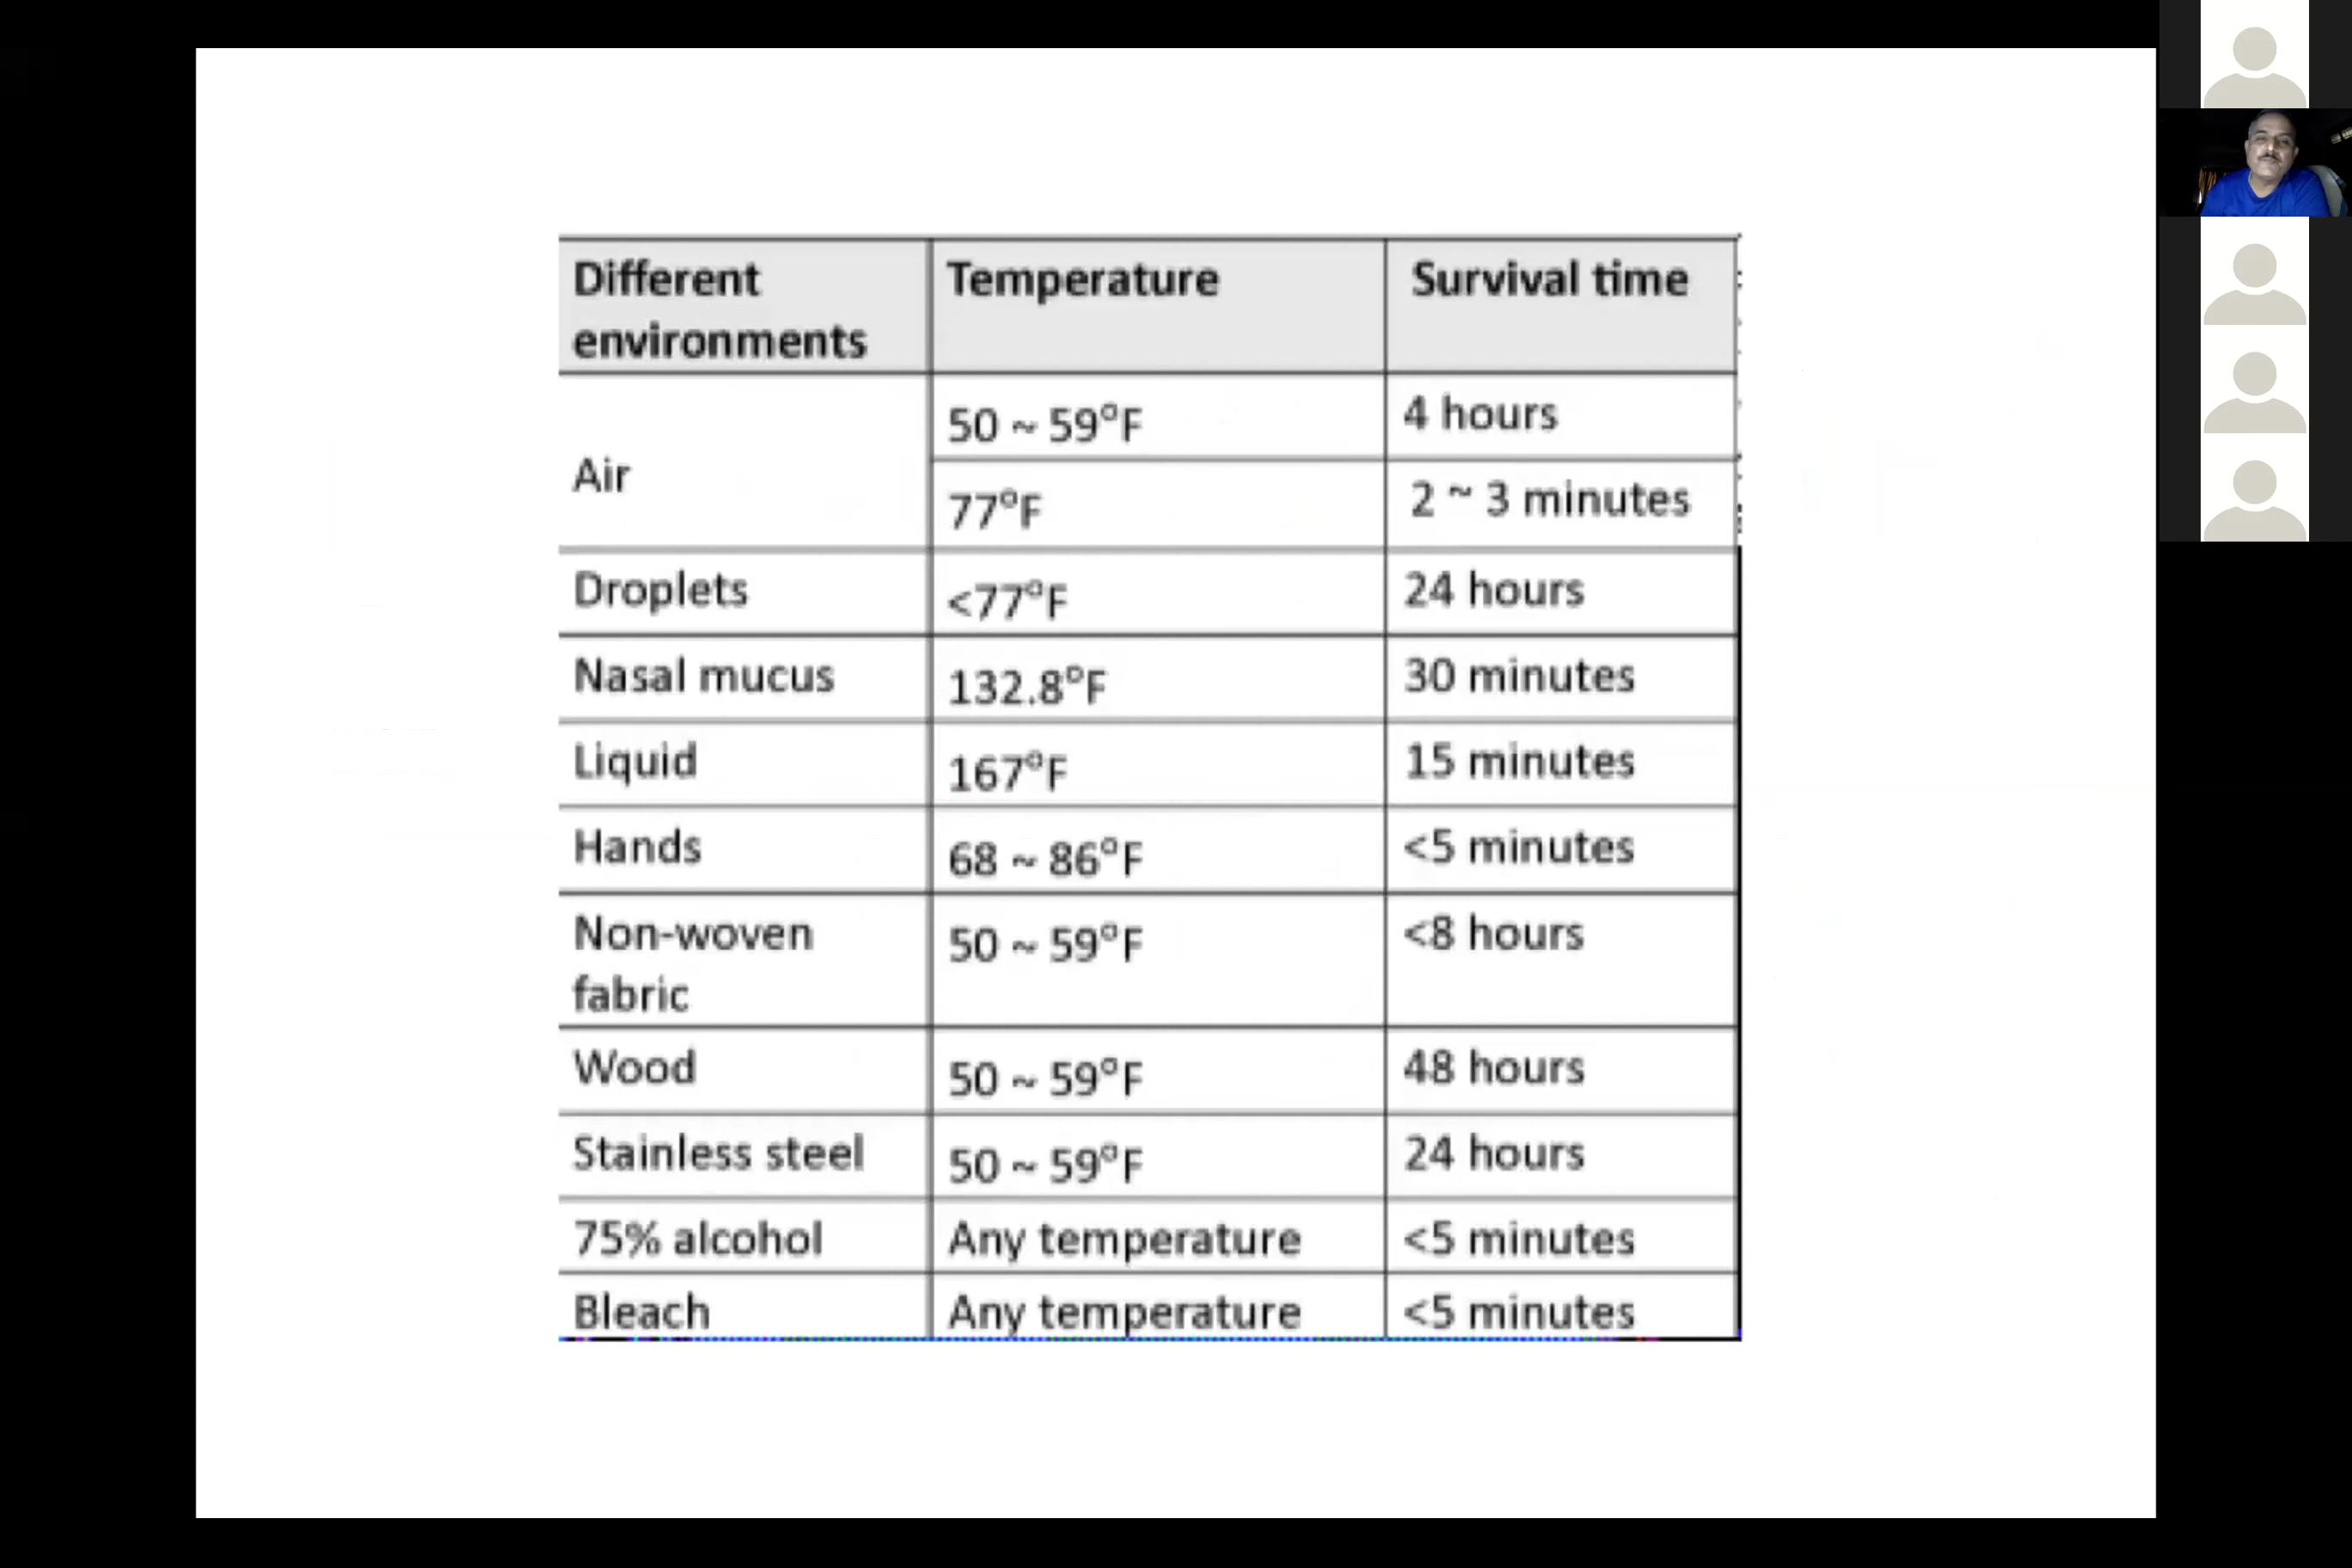 Different environments Temperature Survival time
Air 50 ~ 59°F 4 hours
77°F 2 ~ 3 minutes
Droplets <77°F 24 hours
Nasal mucus 132.8°F 30 minutes
Liquid 167°F 15 minutes
Hands 68 ~ 86°F <5 minutes
Non-woven fabric 50 ~ 59°F <8 hours
Wood 50 ~ 59°F 48 hours
Stainless steel 50 ~ 59°F 24 hours
75% alcohol Any temperature <5 minutes
Bleach Any temperature <5 minutes